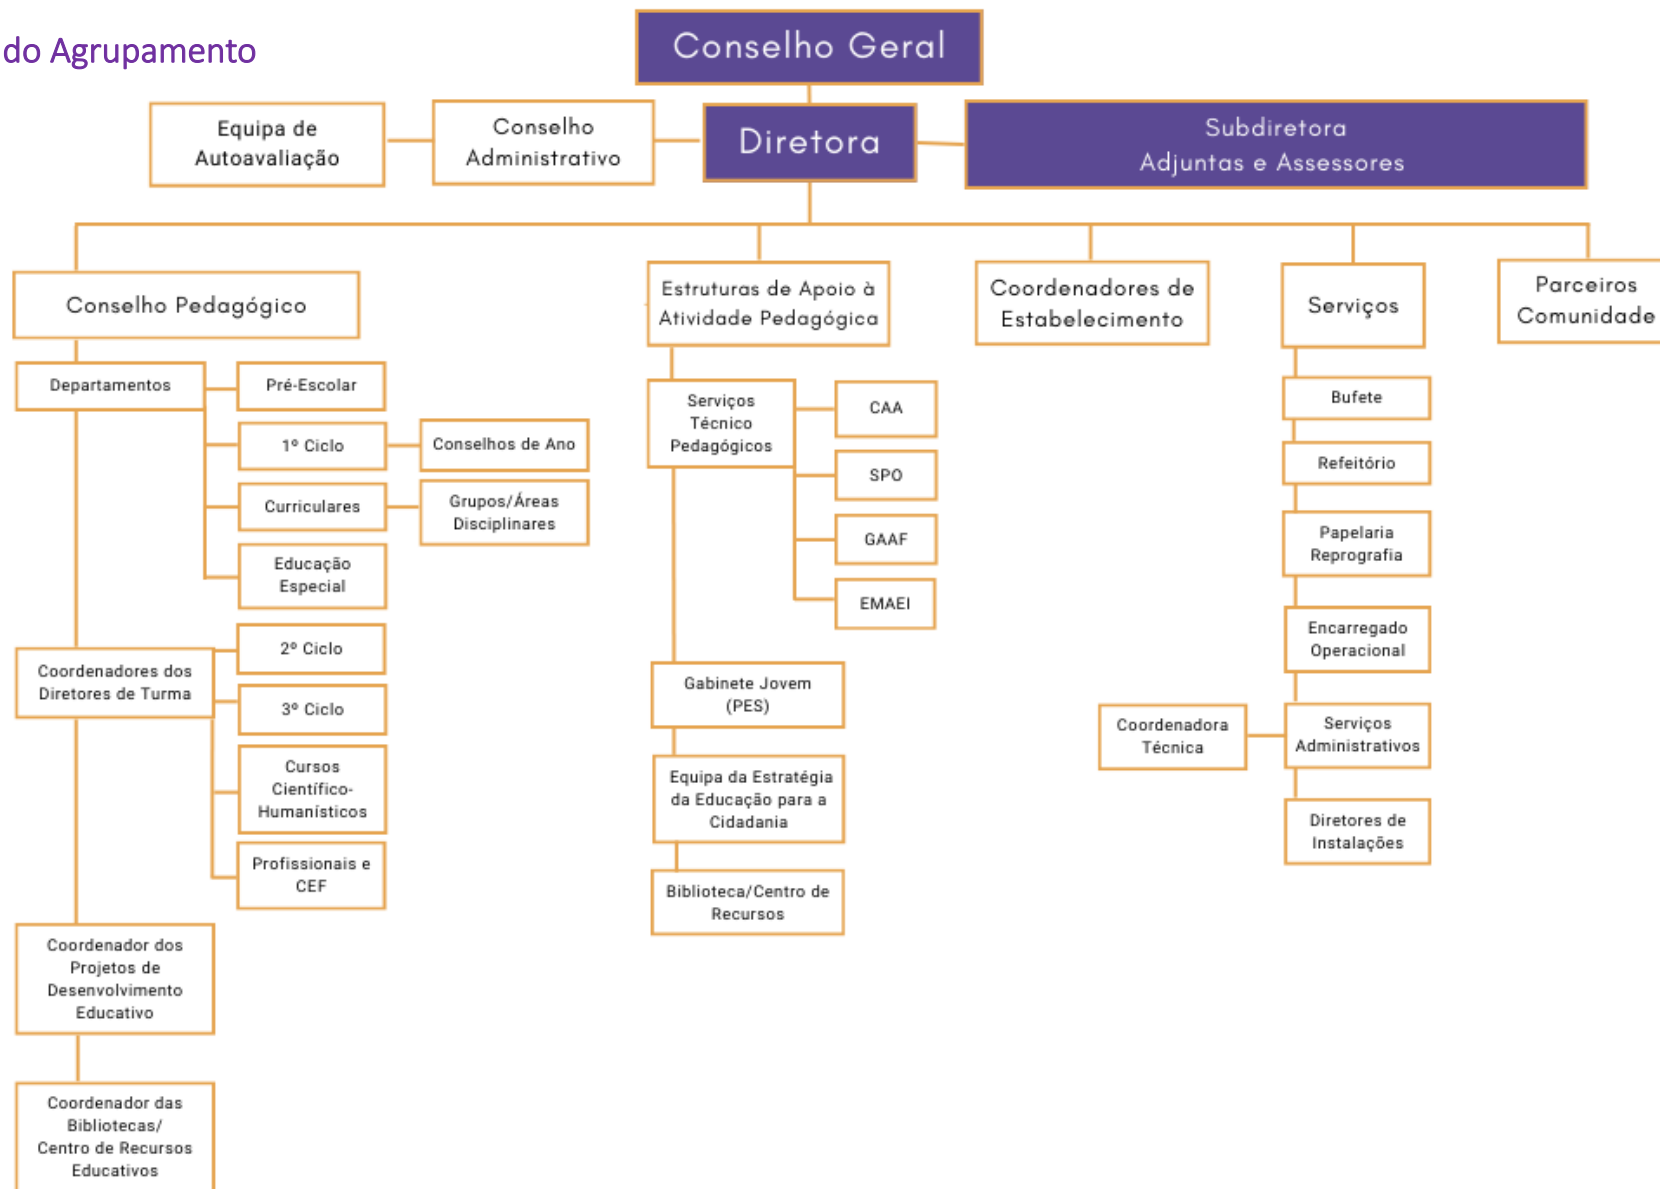 do Agrupamento
Conselho Geral
Equipa de
Autoavaliação
Conselho
Administrativo
Diretora
Subdiretora
Adjuntas e Assessores
Conselho Pedagógico
Estruturas de Apoio à
Atividade Pedagógica
Coordenadores de
Estabelecimento
Serviços
Parceiros
Comunidade
Departamentos
Pré-Escolar
1º Ciclo
Conselhos de Ano
Curriculares
Grupos/Áreas
Disciplinares
Educação
Especial
Coordenadores dos
Diretores de Turma
2º Ciclo
3º Ciclo
Cursos
Científico-
Humanísticos
Profissionais e
CEF
Coordenador dos
Projetos de
Desenvolvimento
Educativo
Coordenador das
Bibliotecas/
Centro de Recursos
Educativos
Serviços
Técnico
Pedagógicos
CAA
SPO
GAAF
EMAEI
Gabinete Jovem
(PES)
Equipa da Estratégia
da Educação para a
Cidadania
Biblioteca/Centro de
Recursos
Bufete
Refeitório
Papelaria
Reprografia
Encarregado
Operacional
Coordenadora
Técnica
Serviços
Administrativos
Diretores de
Instalações